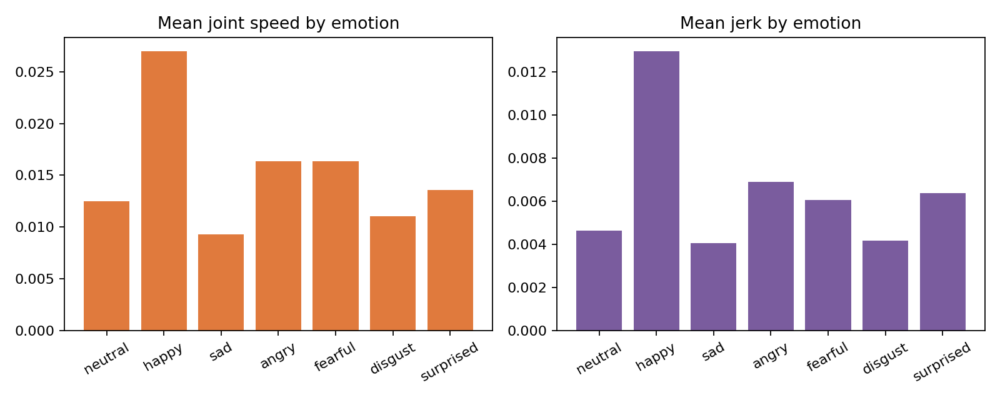 Mean joint speed by emotion
0.025
0.020
0.015
0.010
0.005
0.000
neutral
happy
sad
angry
fearful
disgust
surprised
Mean jerk by emotion
0.012
0.010
0.008
0.006
0.004
0.002
0.000
neutral
happy
sad
angry
fearful
disgust
surprised